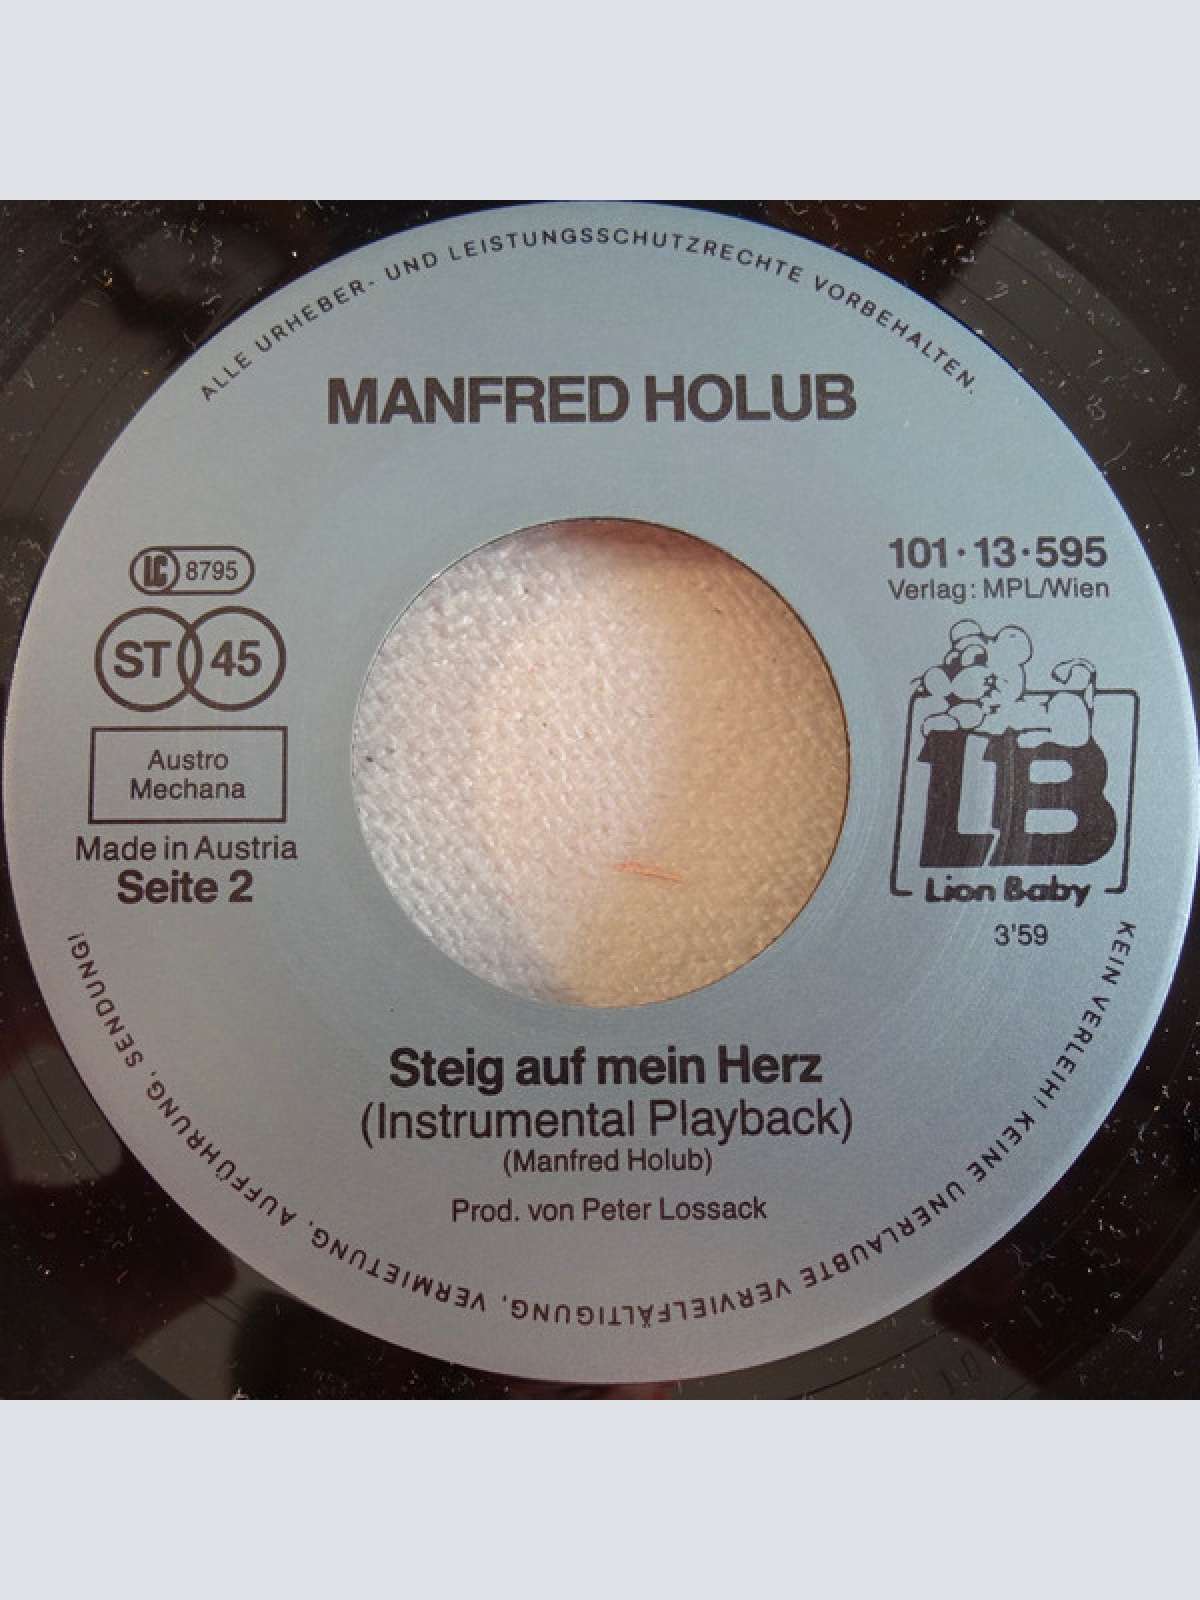 ALLE URHEBER- UND LEISTUNGSSCHUTZRECHTE VORBEHALTEN.
MANFRED HOLUB
LC 8795
ST 45
Austro
Mechana
Made in Austria
Seite 2
101·13·595
Verlag: MPL/Wien
LB
Lion Baby
3'59
Steig auf mein Herz
(Instrumental Playback)
(Manfred Holub)
Prod. von Peter Lossack
KEIN VERLEIH! KEINE UNERLAUBTE VERVIELFÄLTIGUNG, VERMIETUNG, AUFFÜHRUNG, SENDUNG!